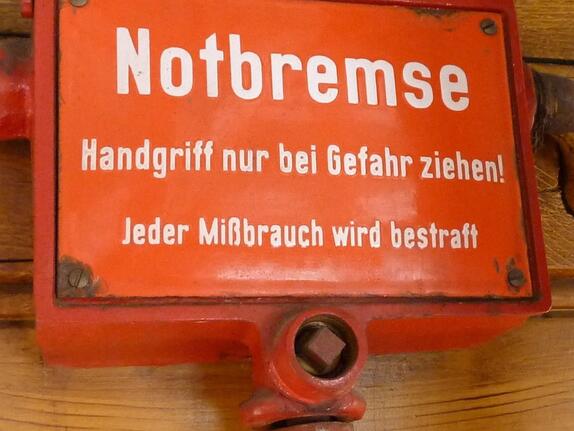 Notbremse
Handgriff nur bei Gefahr ziehen!
Jeder Mißbrauch wird bestraft